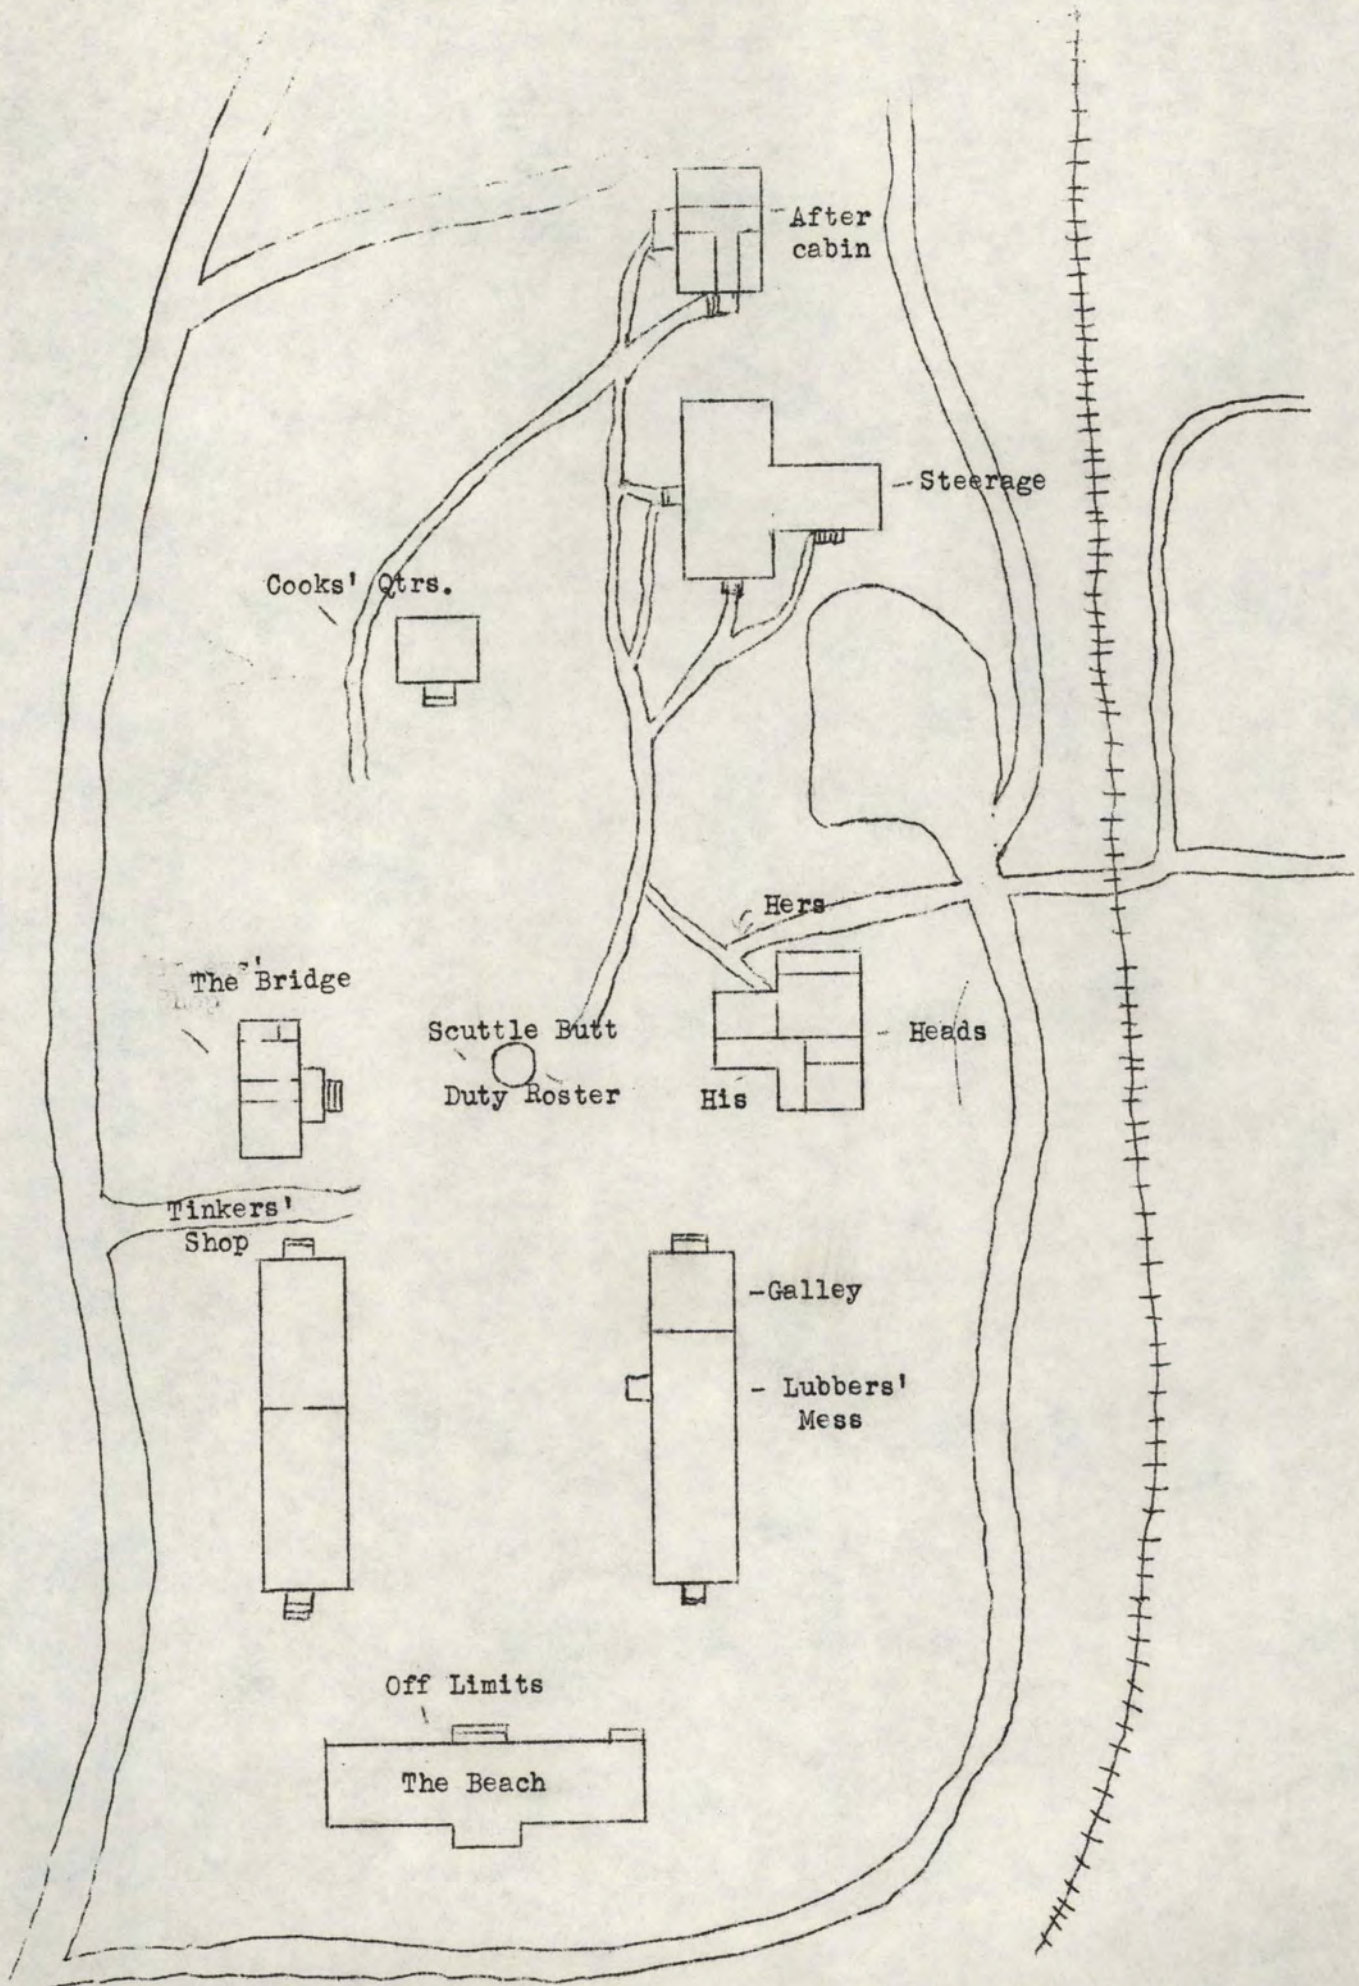 After
cabin
Steerage
Cooks' Qtrs.
Hers
The Bridge
Scuttle Butt
Heads
Duty Roster
His
Tinkers'
Shop
Galley
Lubbers'
Mess
Off Limits
The Beach